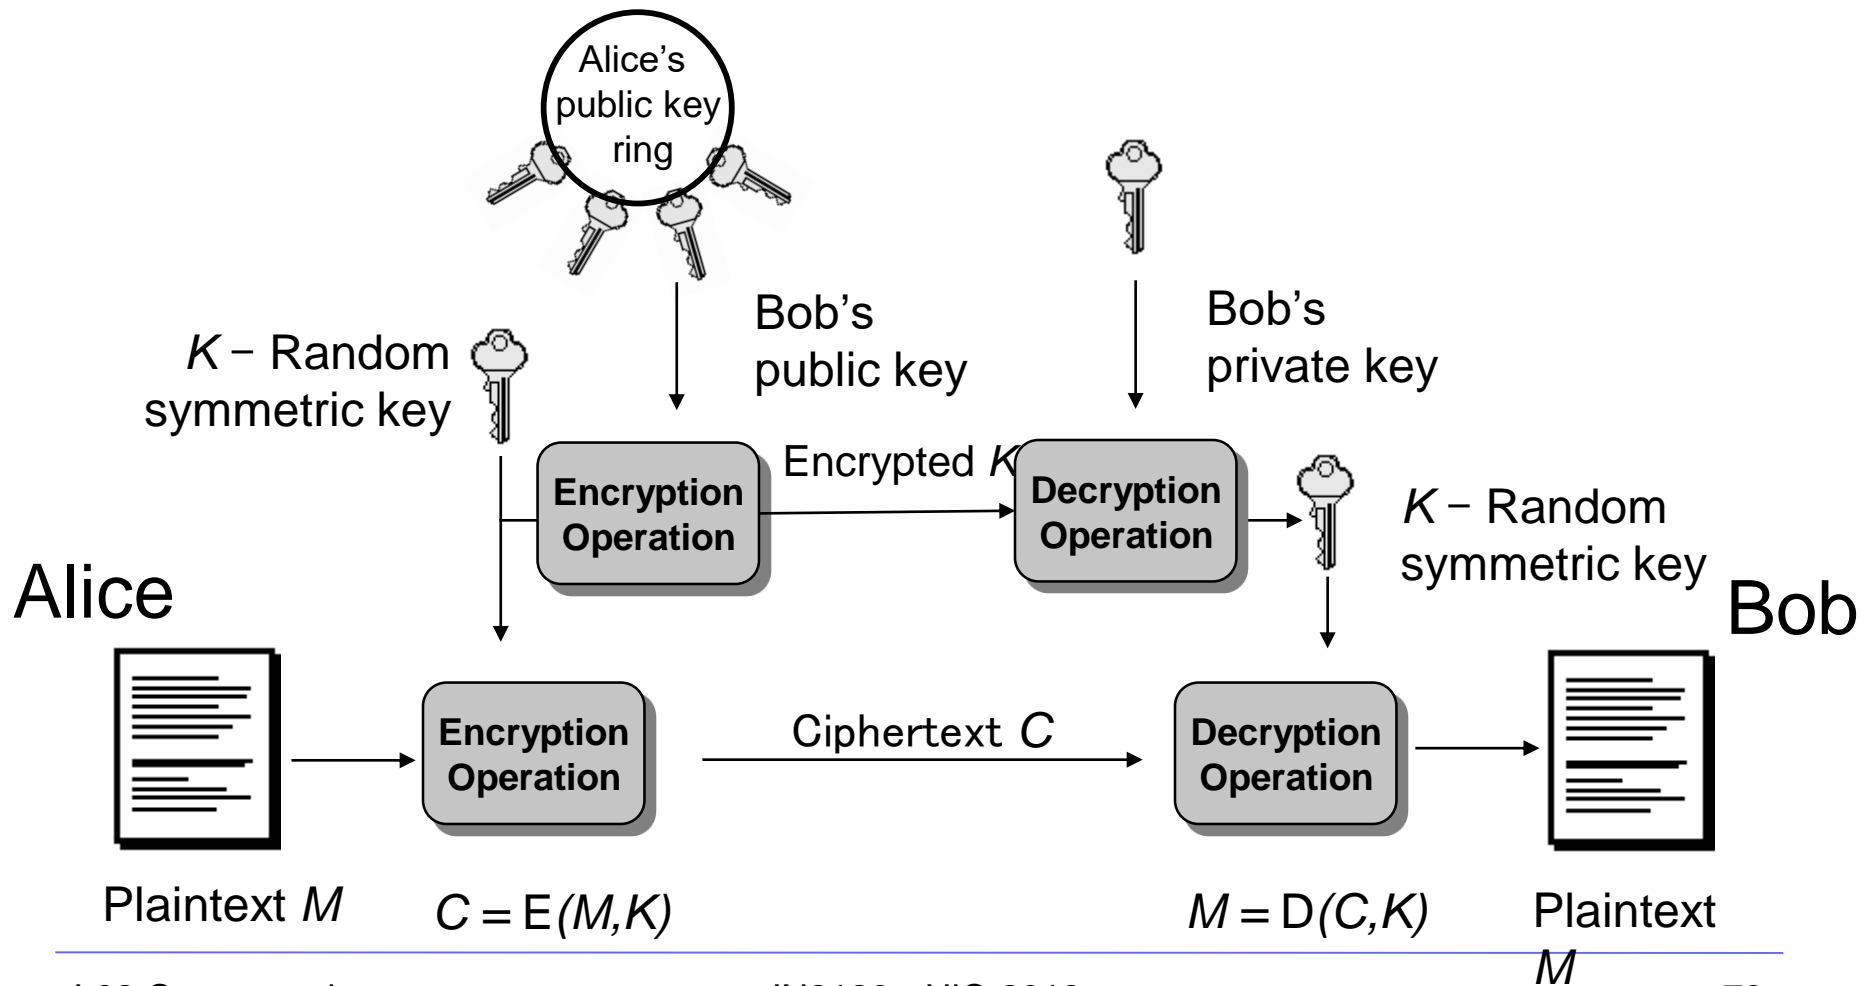 Alice's
public key
ring
Bob's
public key
Bob's
private key
K – Random
symmetric key
Encrypted K
Encryption
Operation
Decryption
Operation
K – Random
symmetric key
Alice
Bob
Encryption
Operation
Ciphertext C
Decryption
Operation
Plaintext M
C = E(M,K)
M = D(C,K)
Plaintext
M